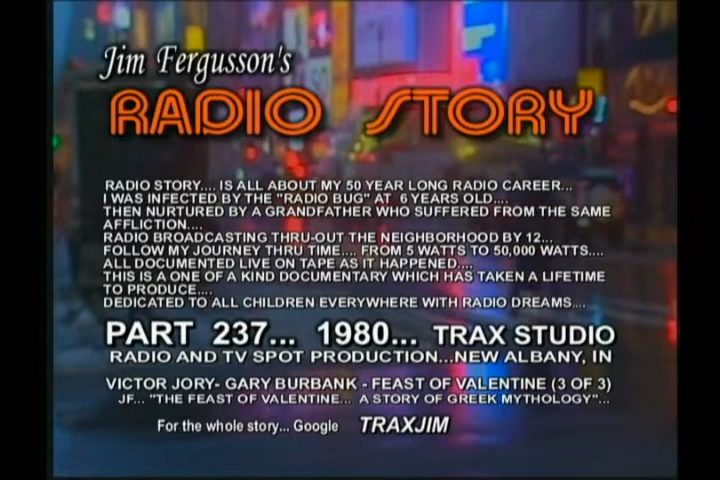 Jim Fergusson's
RADIO STORY
RADIO STORY.... IS ALL ABOUT MY 50 YEAR LONG RADIO CAREER...
I WAS INFECTED BY THE "RADIO BUG" AT 6 YEARS OLD....
THEN NURTURED BY A GRANDFATHER WHO SUFFERED FROM THE SAME
AFFLICTION....
RADIO BROADCASTING THRU-OUT THE NEIGHBORHOOD BY 12...
FOLLOW MY JOURNEY THRU TIME.... FROM 5 WATTS TO 50,000 WATTS....
ALL DOCUMENTED LIVE ON TAPE AS IT HAPPENED....
THIS IS A ONE OF A KIND DOCUMENTARY WHICH HAS TAKEN A LIFETIME
TO PRODUCE....
DEDICATED TO ALL CHILDREN EVERYWHERE WITH RADIO DREAMS....
PART 237... 1980... TRAX STUDIO
RADIO AND TV SPOT PRODUCTION...NEW ALBANY, IN
VICTOR JORY- GARY BURBANK - FEAST OF VALENTINE (3 OF 3)
JF... "THE FEAST OF VALENTINE... A STORY OF GREEK MYTHOLOGY"...
For the whole story... Google TRAXJIM